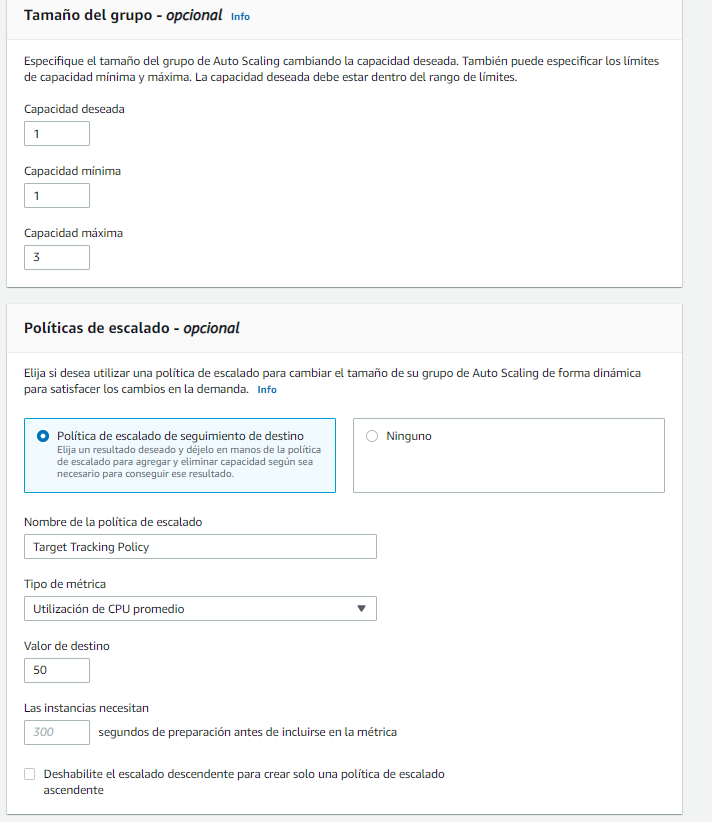 Tamaño del grupo - opcional Info
Especifique el tamaño del grupo de Auto Scaling cambiando la capacidad deseada. También puede especificar los límites
de capacidad mínima y máxima. La capacidad deseada debe estar dentro del rango de límites.
Capacidad deseada
1
Capacidad mínima
1
Capacidad máxima
3
Políticas de escalado - opcional
Elija si desea utilizar una política de escalado para cambiar el tamaño de su grupo de Auto Scaling de forma dinámica
para satisfacer los cambios en la demanda. Info
Política de escalado de seguimiento de destino
Elija un resultado deseado y déjelo en manos de la política
de escalado para agregar y eliminar capacidad según sea
necesario para conseguir ese resultado.
Ninguno
Nombre de la política de escalado
Target Tracking Policy
Tipo de métrica
Utilización de CPU promedio
Valor de destino
50
Las instancias necesitan
300 segundos de preparación antes de incluirse en la métrica
Deshabilite el escalado descendente para crear solo una política de escalado
ascendente